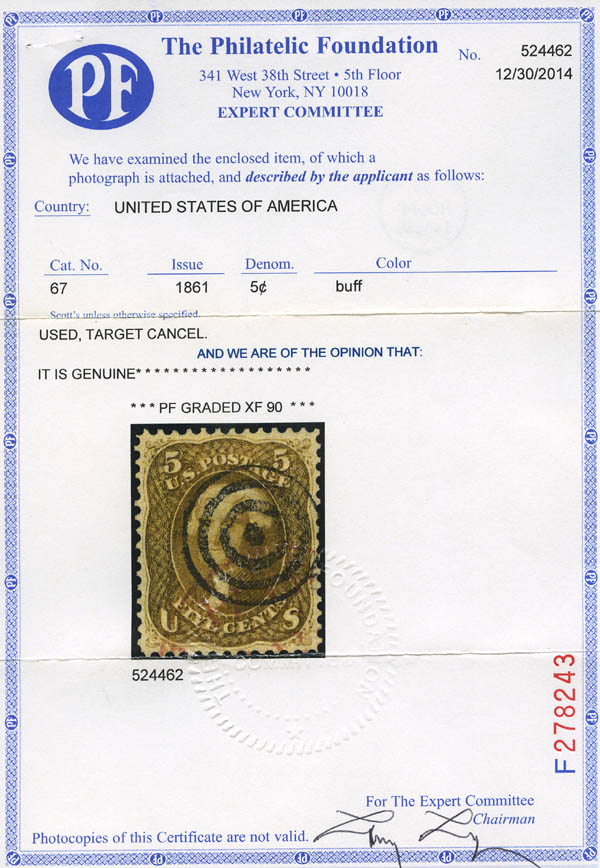 PF
The Philatelic Foundation
341 West 38th Street • 5th Floor
New York, NY 10018
EXPERT COMMITTEE
No. 524462
12/30/2014
We have examined the enclosed item, of which a
photograph is attached, and described by the applicant as follows:
Country: UNITED STATES OF AMERICA
Cat. No. Issue Denom. Color
67 1861 5¢ buff
Scott's unless otherwise specified.
USED, TARGET CANCEL.
AND WE ARE OF THE OPINION THAT:
IT IS GENUINE* * * * * * * * * * * * * * * * * * *
* * * PF GRADED XF 90 * * *
5 5
U.S. POSTAGE
FIVE CENTS
U S
524462
F278243
For The Expert Committee
Chairman
Photocopies of this Certificate are not valid.